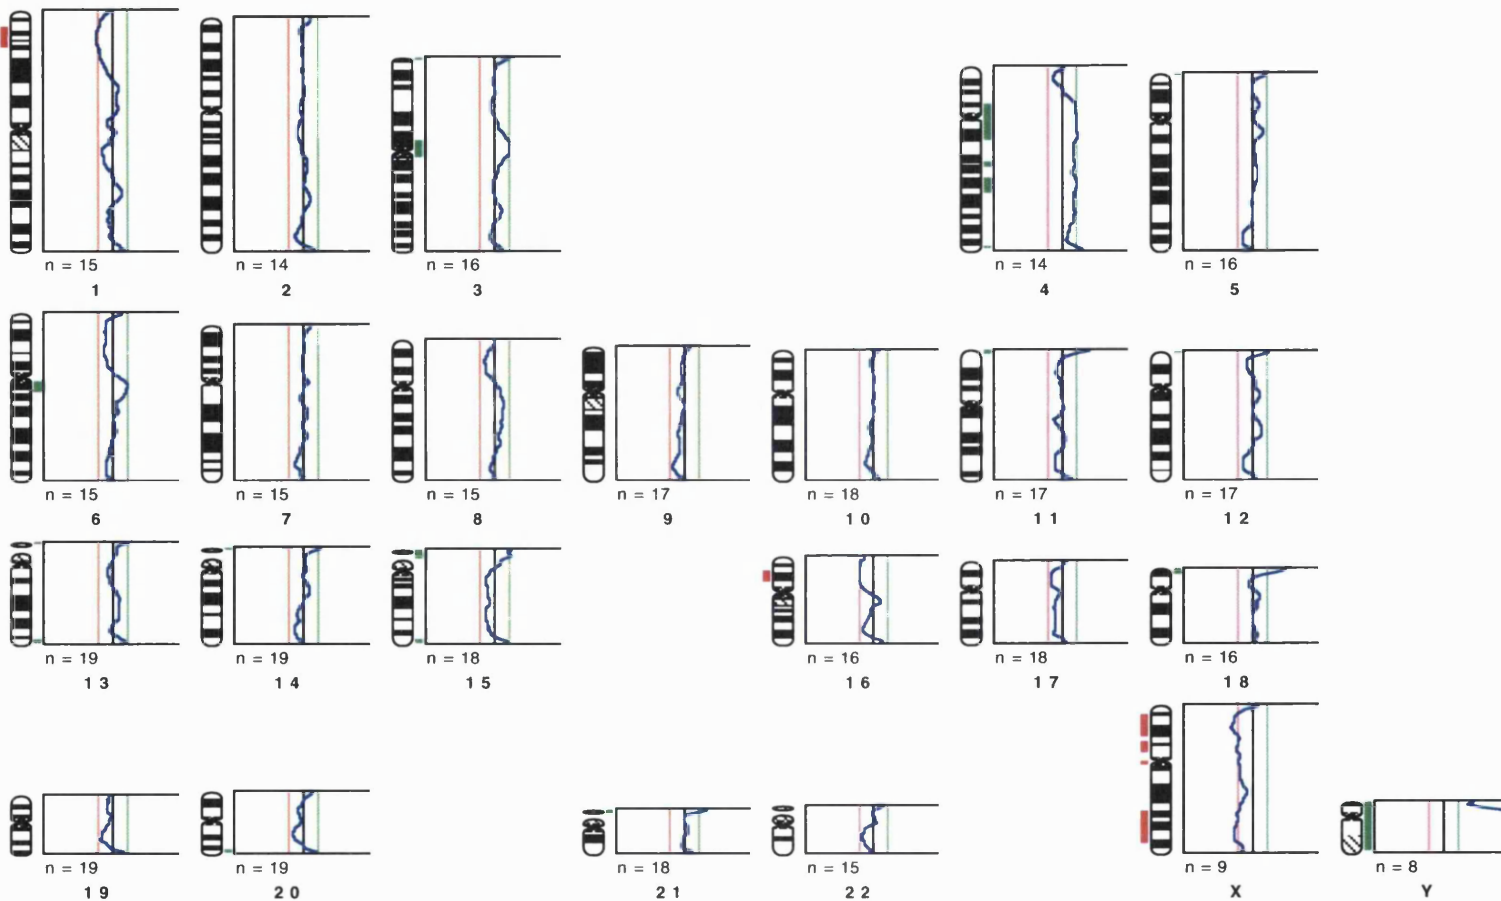 n = 15
n = 14
n = 16
n = 14
n = 16
1
2
3
4
5
n = 15
n = 15
n = 15
n = 17
n = 18
n = 17
n = 17
6
7
8
9
10
11
12
n = 19
n = 19
n = 18
n = 16
n = 18
n = 16
13
14
15
16
17
18
n = 19
n = 19
n = 18
n = 15
n = 9
n = 8
19
20
21
22
X
Y